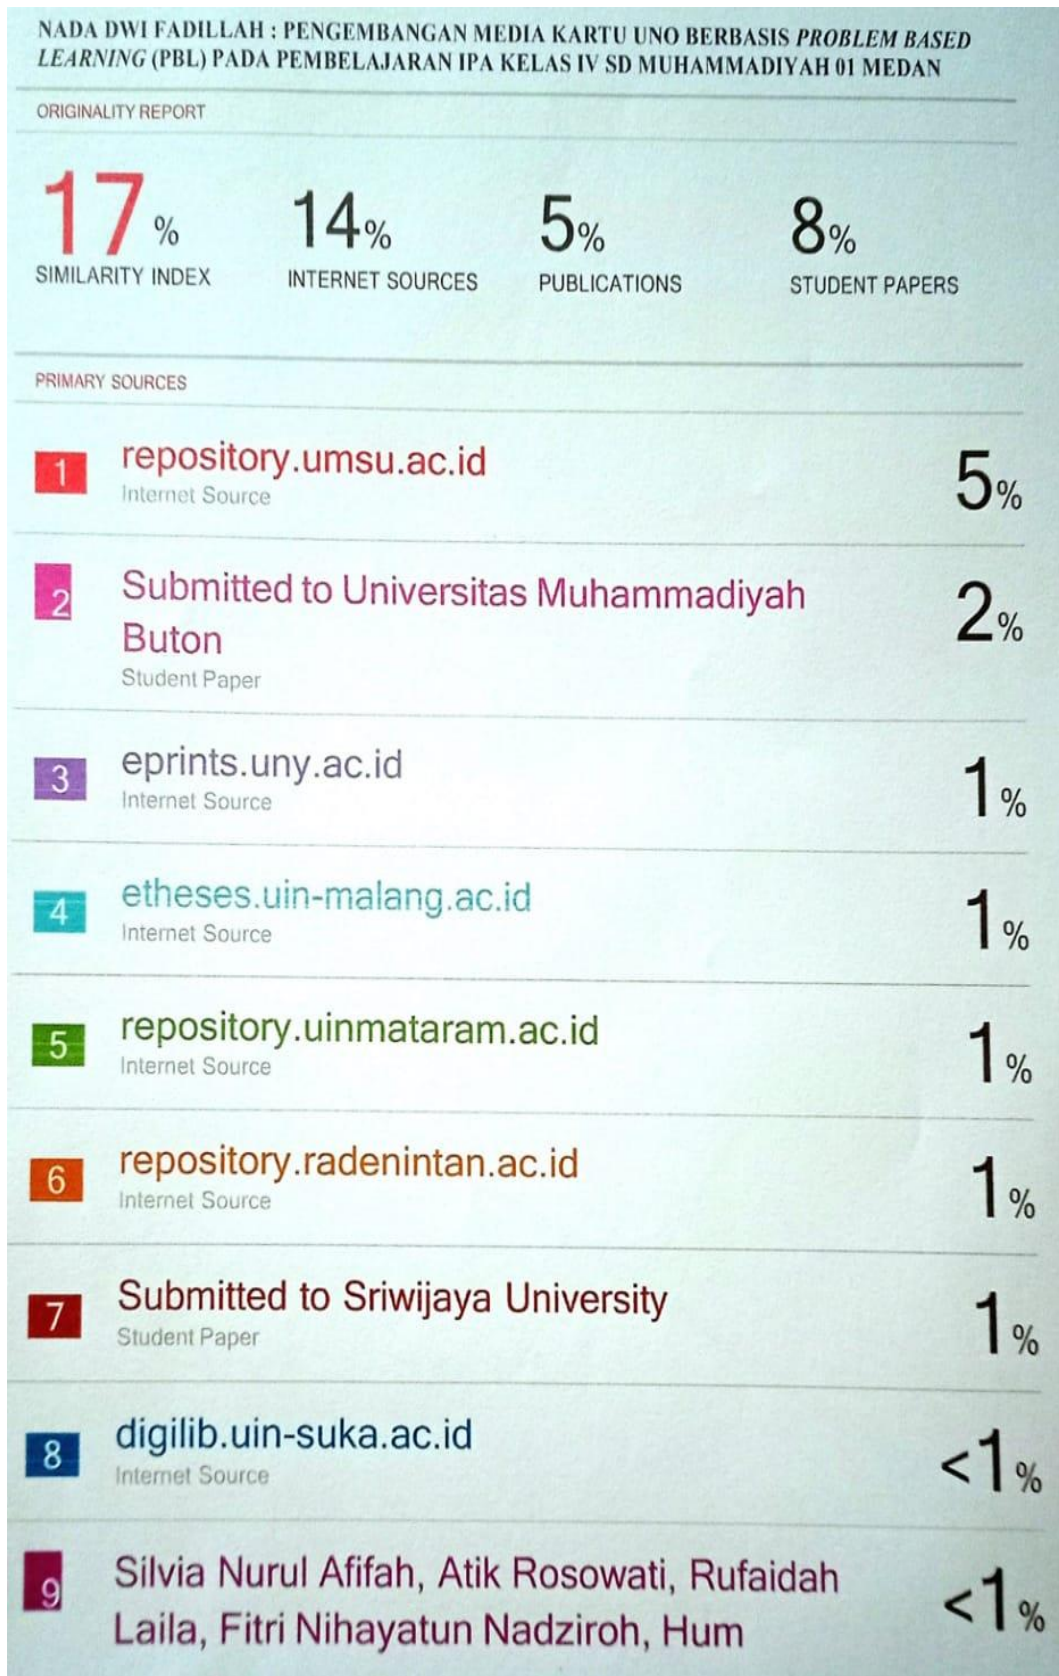 NADA DWI FADILLAH : PENGEMBANGAN MEDIA KARTU UNO BERBASIS PROBLEM BASED
LEARNING (PBL) PADA PEMBELAJARAN IPA KELAS IV SD MUHAMMADIYAH 01 MEDAN
ORIGINALITY REPORT
17% 14% 5% 8%
SIMILARITY INDEX INTERNET SOURCES PUBLICATIONS STUDENT PAPERS
PRIMARY SOURCES
1 repository.umsu.ac.id 5%
Internet Source
2 Submitted to Universitas Muhammadiyah 2%
Buton
Student Paper
3 eprints.uny.ac.id 1%
Internet Source
4 etheses.uin-malang.ac.id 1%
Internet Source
5 repository.uinmataram.ac.id 1%
Internet Source
6 repository.radenintan.ac.id 1%
Internet Source
7 Submitted to Sriwijaya University 1%
Student Paper
8 digilib.uin-suka.ac.id <1%
Internet Source
9 Silvia Nurul Afifah, Atik Rosowati, Rufaidah <1%
Laila, Fitri Nihayatun Nadziroh, Hum